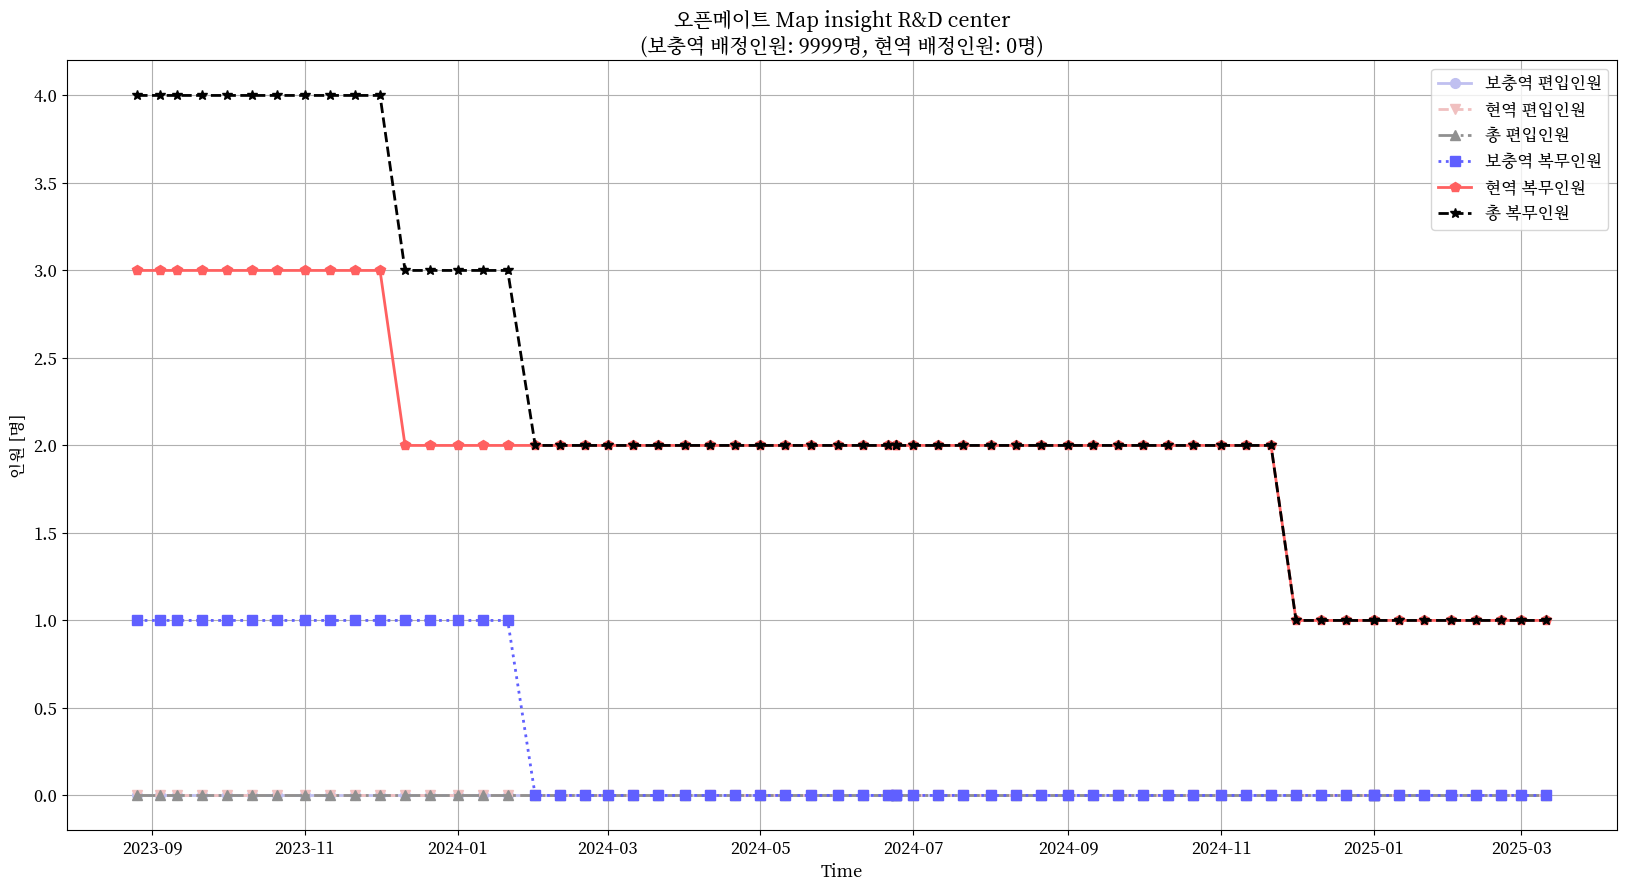 오픈메이트 Map insight R&D center
(보충역 배정인원: 9999명, 현역 배정인원: 0명)
보충역 편입인원
현역 편입인원
총 편입인원
보충역 복무인원
현역 복무인원
총 복무인원
인원 [명]
4.0
3.5
3.0
2.5
2.0
1.5
1.0
0.5
0.0
2023-09 2023-11 2024-01 2024-03 2024-05 2024-07 2024-09 2024-11 2025-01 2025-03
Time